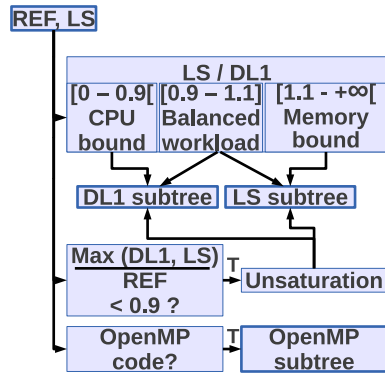 REF, LS
LS / DL1
[0 – 0.9[ [0.9 – 1.1] [1.1 - +∞[
CPU Balanced Memory
bound workload bound
DL1 subtree LS subtree
Max (DL1, LS)
REF
< 0.9 ?
T
Unsaturation
OpenMP
code?
T
OpenMP
subtree